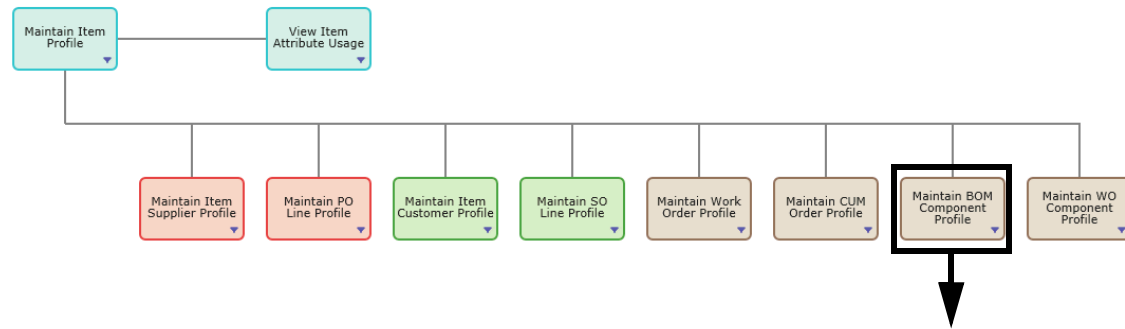 Maintain Item
Profile
View Item
Attribute Usage
Maintain Item
Supplier Profile
Maintain PO
Line Profile
Maintain Item
Customer Profile
Maintain SO
Line Profile
Maintain Work
Order Profile
Maintain CUM
Order Profile
Maintain BOM
Component
Profile
Maintain WO
Component
Profile